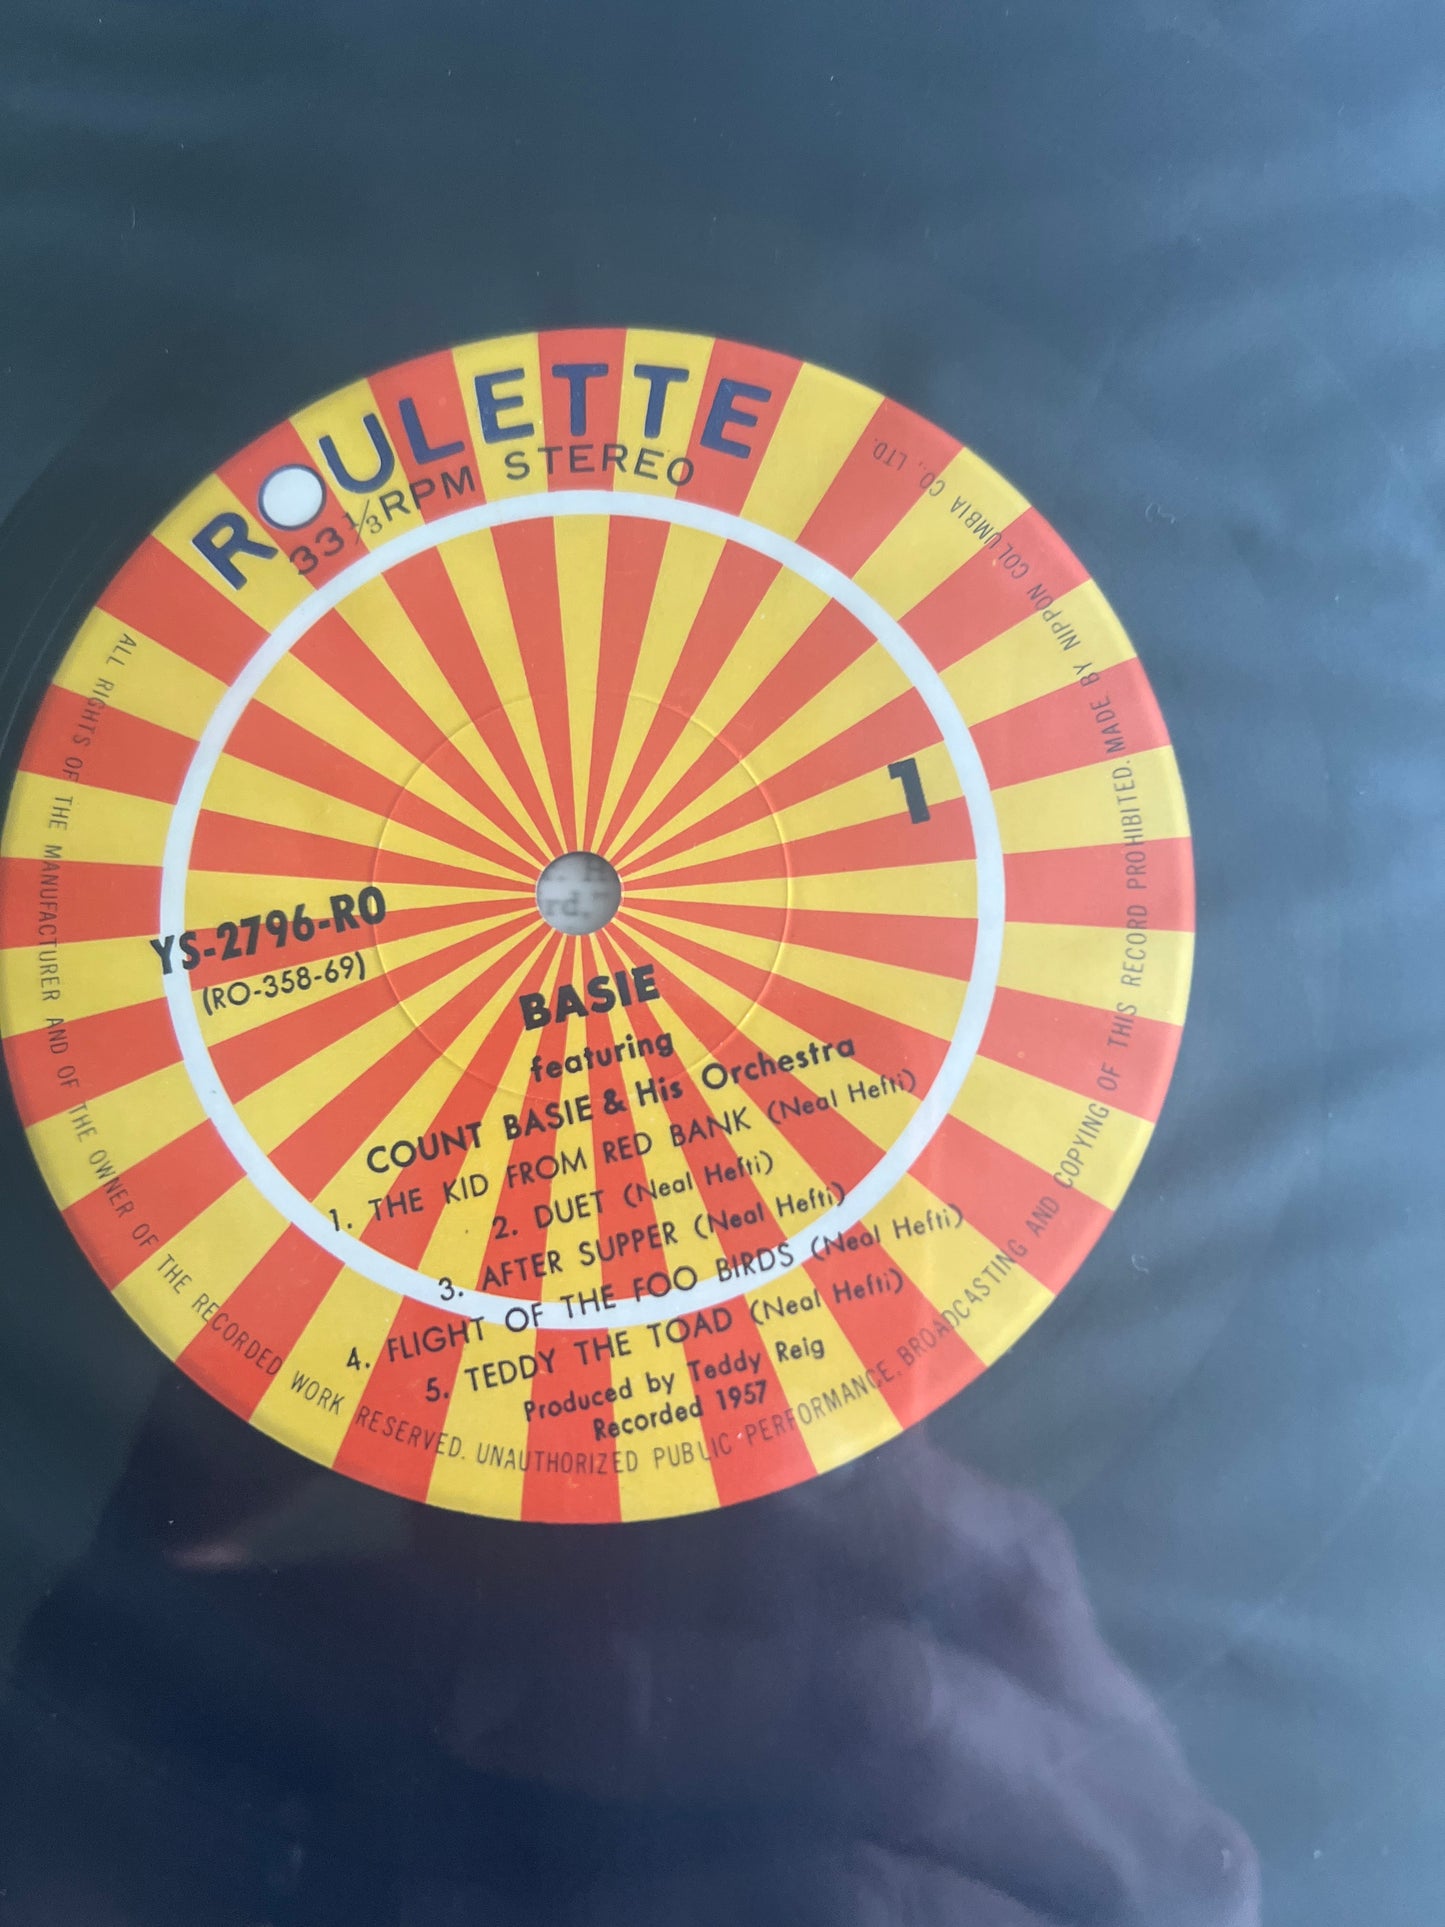 ROULETTE
33 1/3 RPM STEREO
1
YS-2796-RO
(RO-358-69)
BASIE
featuring
COUNT BASIE & His Orchestra
1. THE KID FROM RED BANK (Neal Hefti)
2. DUET (Neal Hefti)
3. AFTER SUPPER (Neal Hefti)
4. FLIGHT OF THE FOO BIRDS (Neal Hefti)
5. TEDDY THE TOAD (Neal Hefti)
Produced by Teddy Reig
Recorded 1957
ALL RIGHTS OF THE MANUFACTURER AND OF THE OWNER OF THE RECORDED WORK RESERVED. UNAUTHORIZED PUBLIC PERFORMANCE. BROADCASTING AND COPYING OF THIS RECORD PROHIBITED. MADE BY NIPPON COLUMBIA CO., LTD.